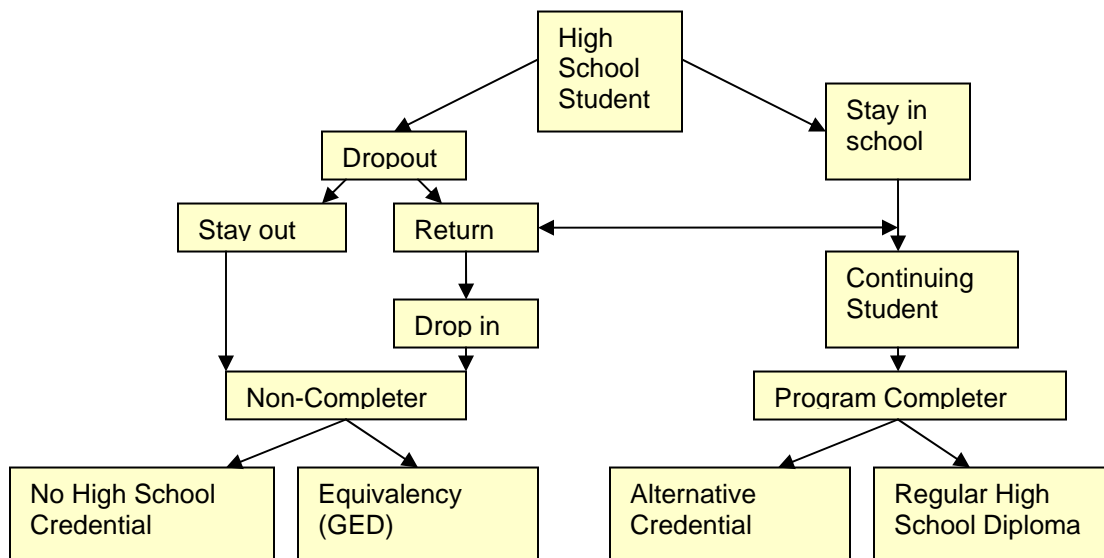 High
School
Student
Stay in
school
Dropout
Stay out
Return
Continuing
Student
Drop in
Non-Completer
Program Completer
No High School
Credential
Equivalency
(GED)
Alternative
Credential
Regular High
School Diploma